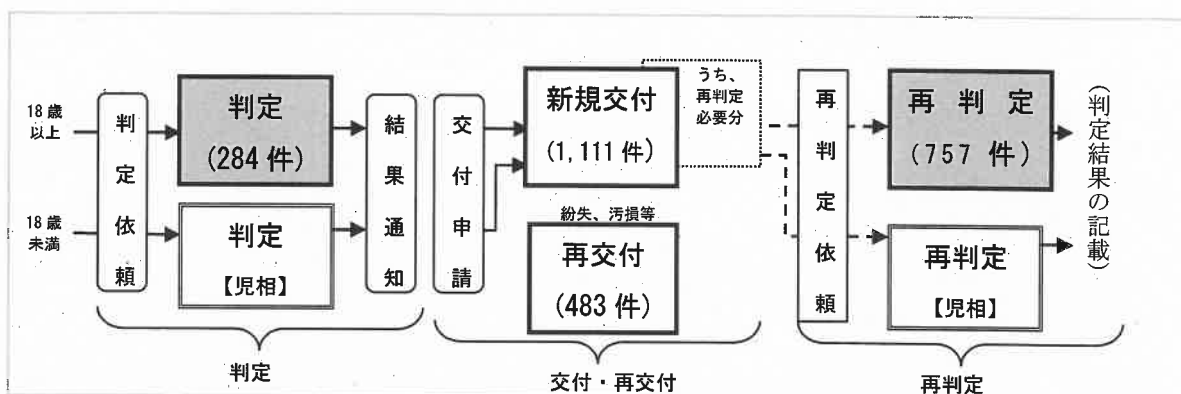 18歳
以上
18歳
未満
判定依頼
判定
(284件)
判定
【児相】
結果通知
判定
交付申請
新規交付
(1,111件)
うち、
再判定
必要分
紛失、汚損等
再交付
(483件)
交付・再交付
再判定依頼
再判定
(757件)
再判定
【児相】
(判定結果の記載)
再判定